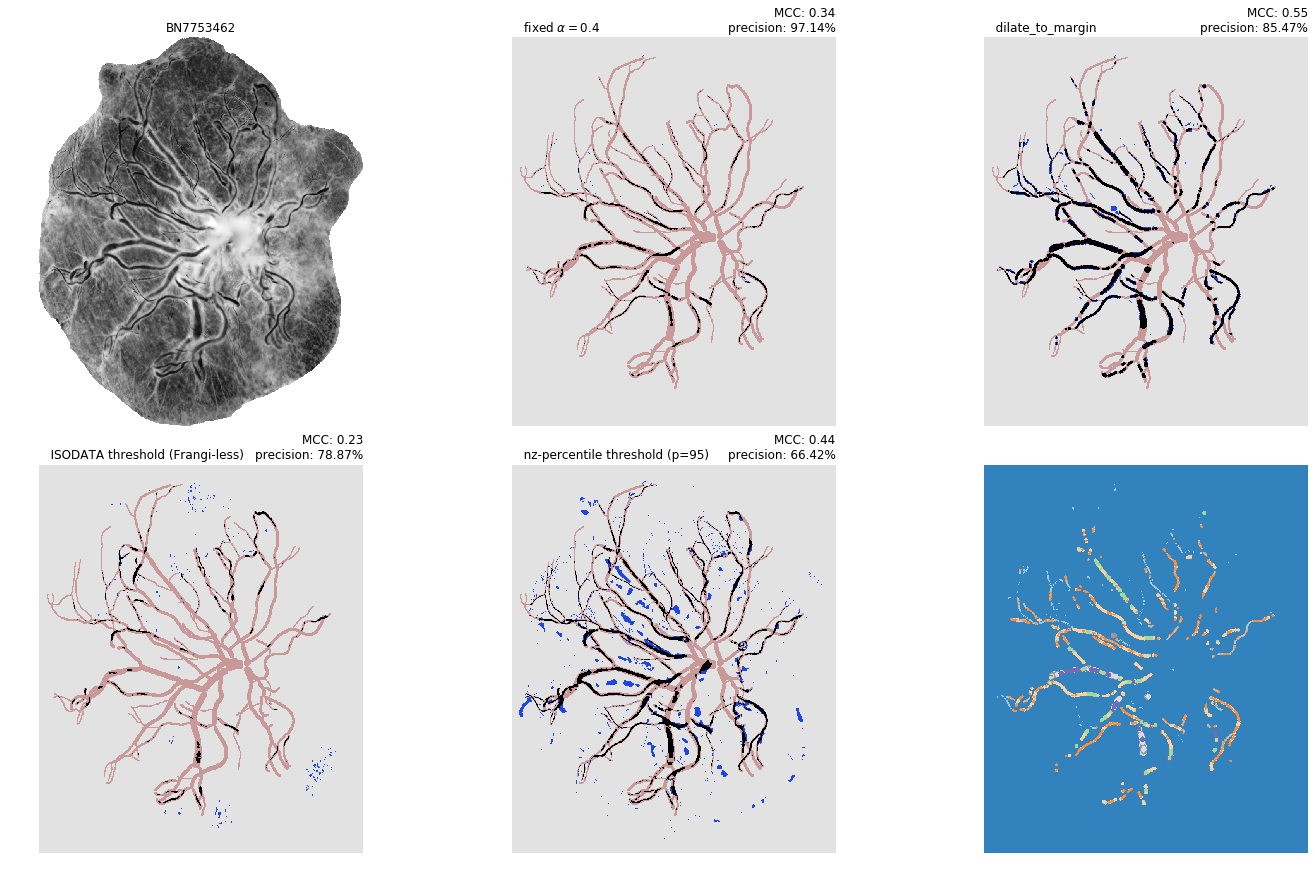 BN7753462
MCC: 0.34
fixed α = 0.4 precision: 97.14%
MCC: 0.55
dilate_to_margin precision: 85.47%
MCC: 0.23
ISODATA threshold (Frangi-less) precision: 78.87%
MCC: 0.44
nz-percentile threshold (p=95) precision: 66.42%